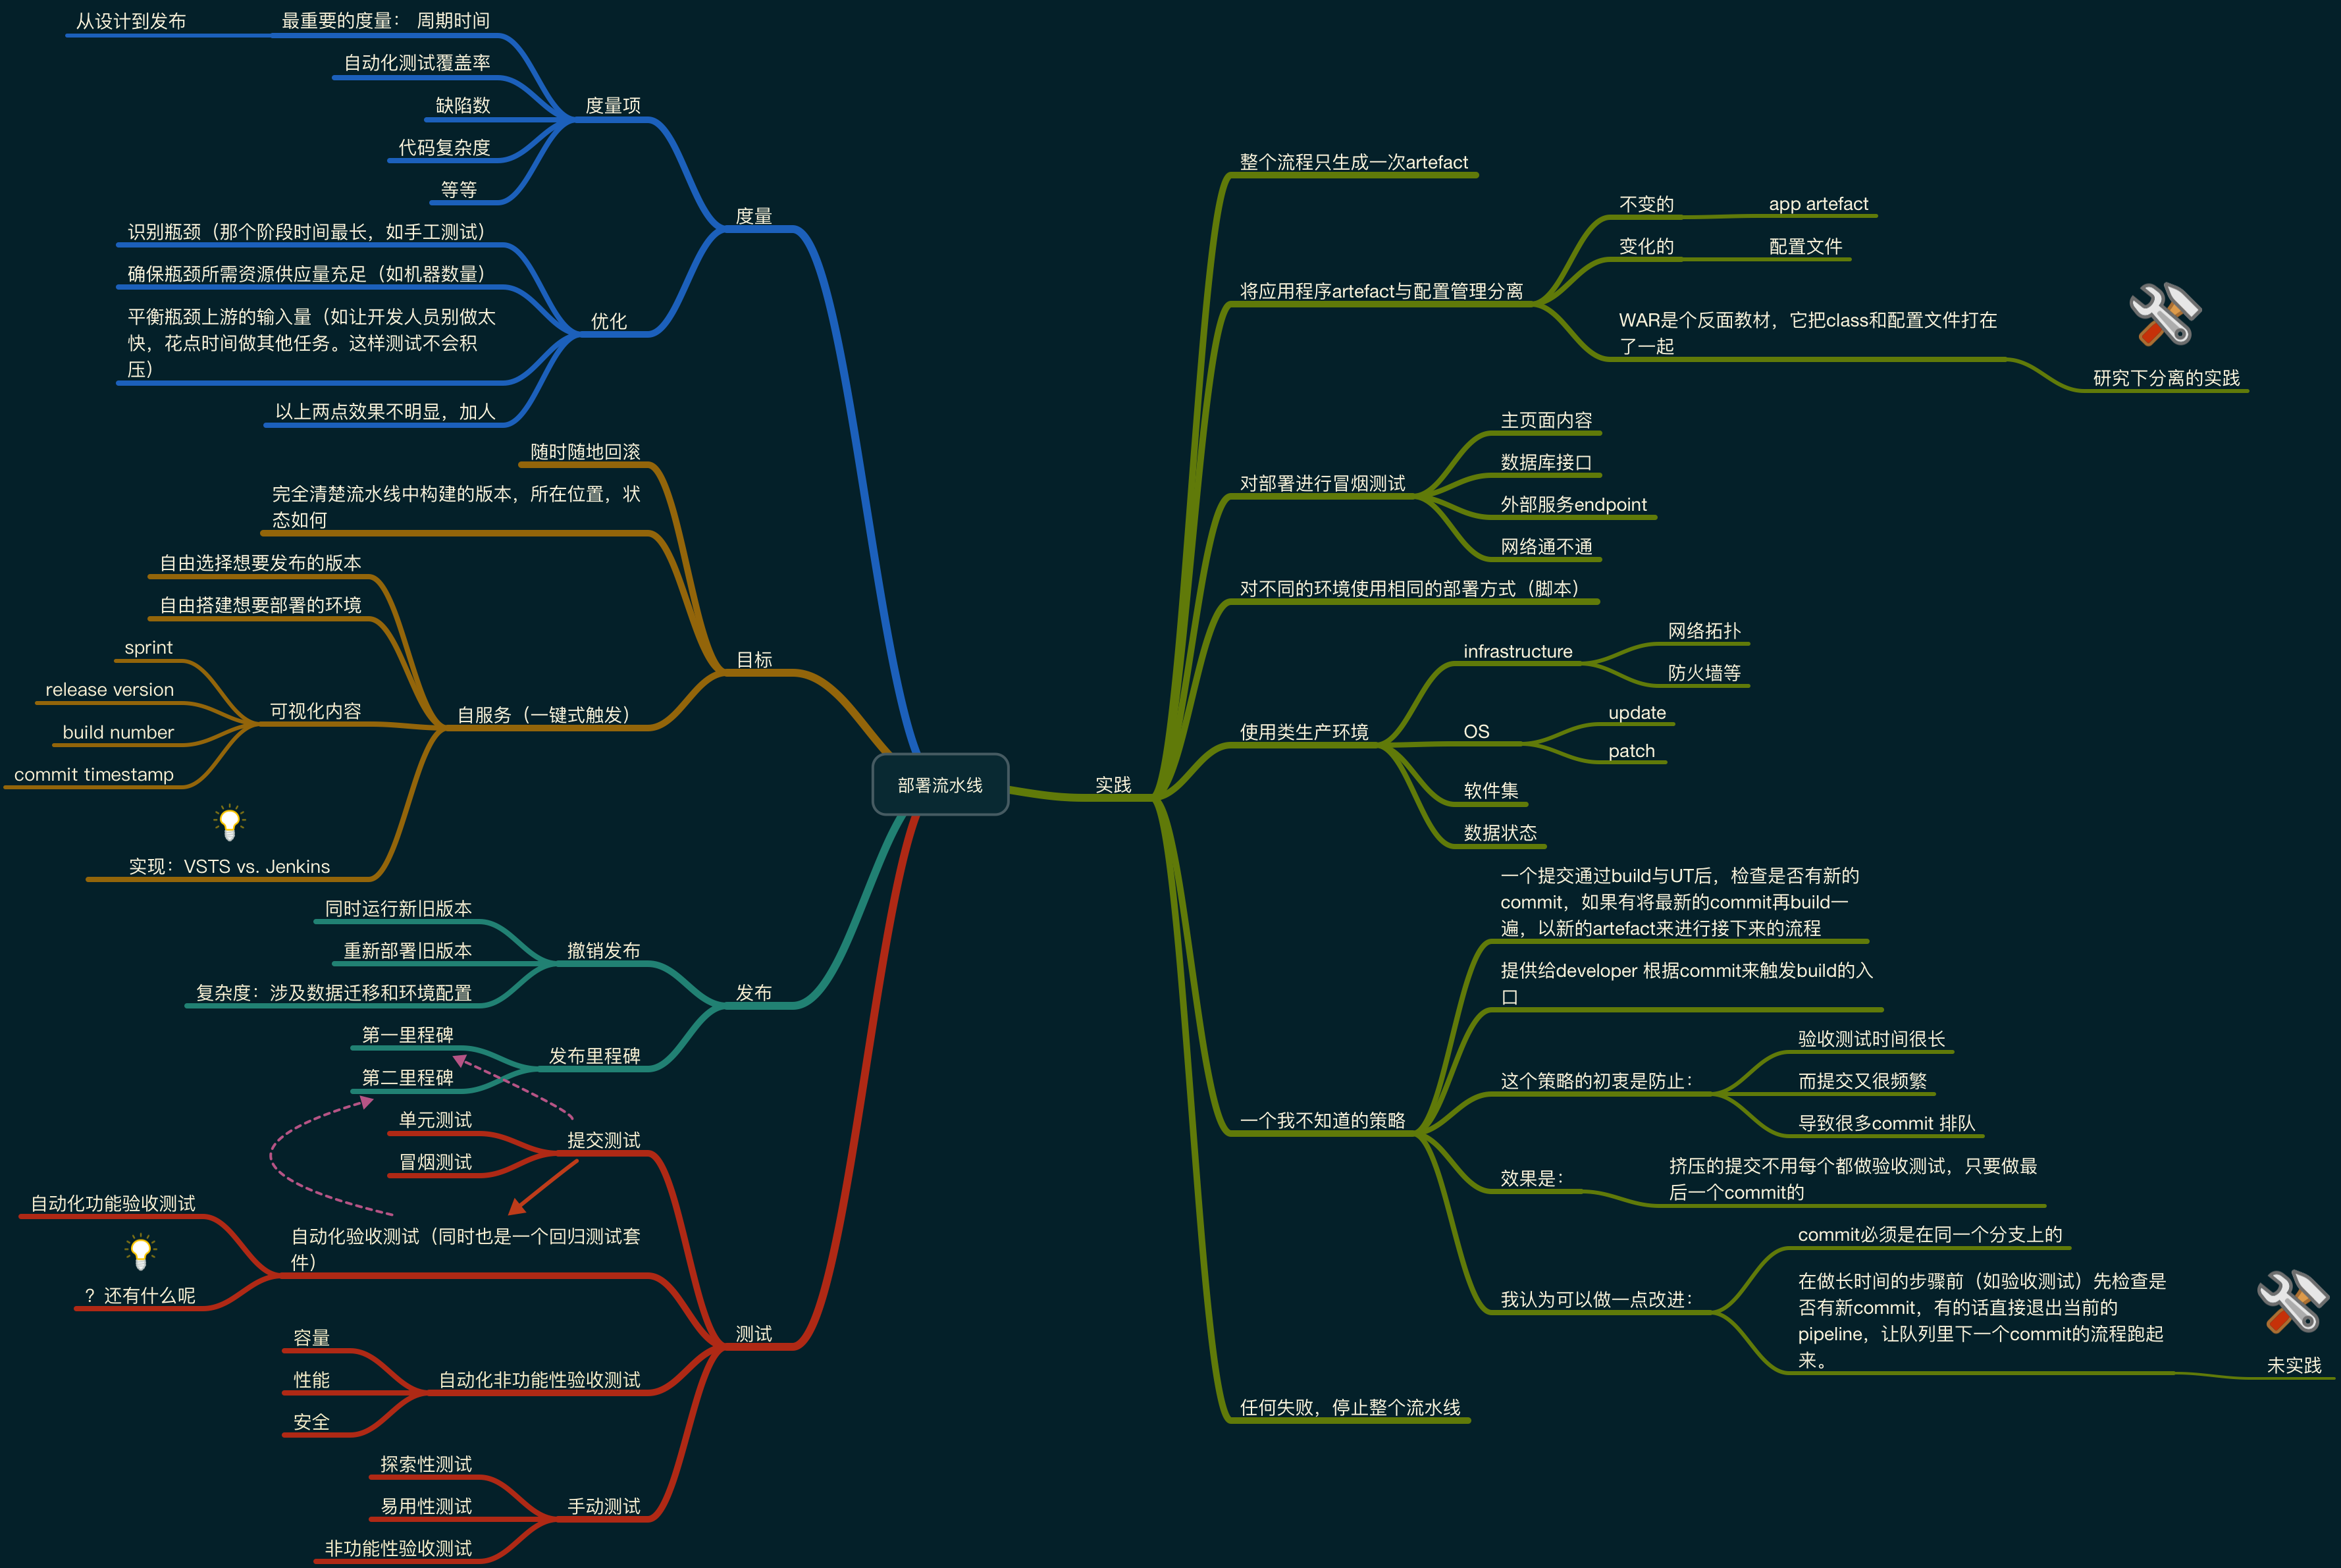 部署流水线
度量
度量项
最重要的度量： 周期时间
从设计到发布
自动化测试覆盖率
缺陷数
代码复杂度
等等
优化
识别瓶颈（那个阶段时间最长，如手工测试）
确保瓶颈所需资源供应量充足（如机器数量）
平衡瓶颈上游的输入量（如让开发人员别做太
快，花点时间做其他任务。这样测试不会积
压）
以上两点效果不明显，加人
目标
随时随地回滚
完全清楚流水线中构建的版本，所在位置，状
态如何
自服务（一键式触发）
自由选择想要发布的版本
自由搭建想要部署的环境
可视化内容
sprint
release version
build number
commit timestamp
实现：VSTS vs. Jenkins
发布
撤销发布
同时运行新旧版本
重新部署旧版本
复杂度：涉及数据迁移和环境配置
发布里程碑
第一里程碑
第二里程碑
测试
提交测试
单元测试
冒烟测试
自动化验收测试（同时也是一个回归测试套
件）
自动化功能验收测试
？还有什么呢
自动化非功能性验收测试
容量
性能
安全
手动测试
探索性测试
易用性测试
非功能性验收测试
实践
整个流程只生成一次artefact
将应用程序artefact与配置管理分离
不变的
app artefact
变化的
配置文件
WAR是个反面教材，它把class和配置文件打在
了一起
研究下分离的实践
对部署进行冒烟测试
主页面内容
数据库接口
外部服务endpoint
网络通不通
对不同的环境使用相同的部署方式（脚本）
使用类生产环境
infrastructure
网络拓扑
防火墙等
OS
update
patch
软件集
数据状态
一个我不知道的策略
一个提交通过build与UT后，检查是否有新的
commit，如果有将最新的commit再build一
遍，以新的artefact来进行接下来的流程
提供给developer 根据commit来触发build的入
口
这个策略的初衷是防止：
验收测试时间很长
而提交又很频繁
导致很多commit 排队
效果是：
挤压的提交不用每个都做验收测试，只要做最
后一个commit的
我认为可以做一点改进：
commit必须是在同一个分支上的
在做长时间的步骤前（如验收测试）先检查是
否有新commit，有的话直接退出当前的
pipeline，让队列里下一个commit的流程跑起
来。
未实践
任何失败，停止整个流水线